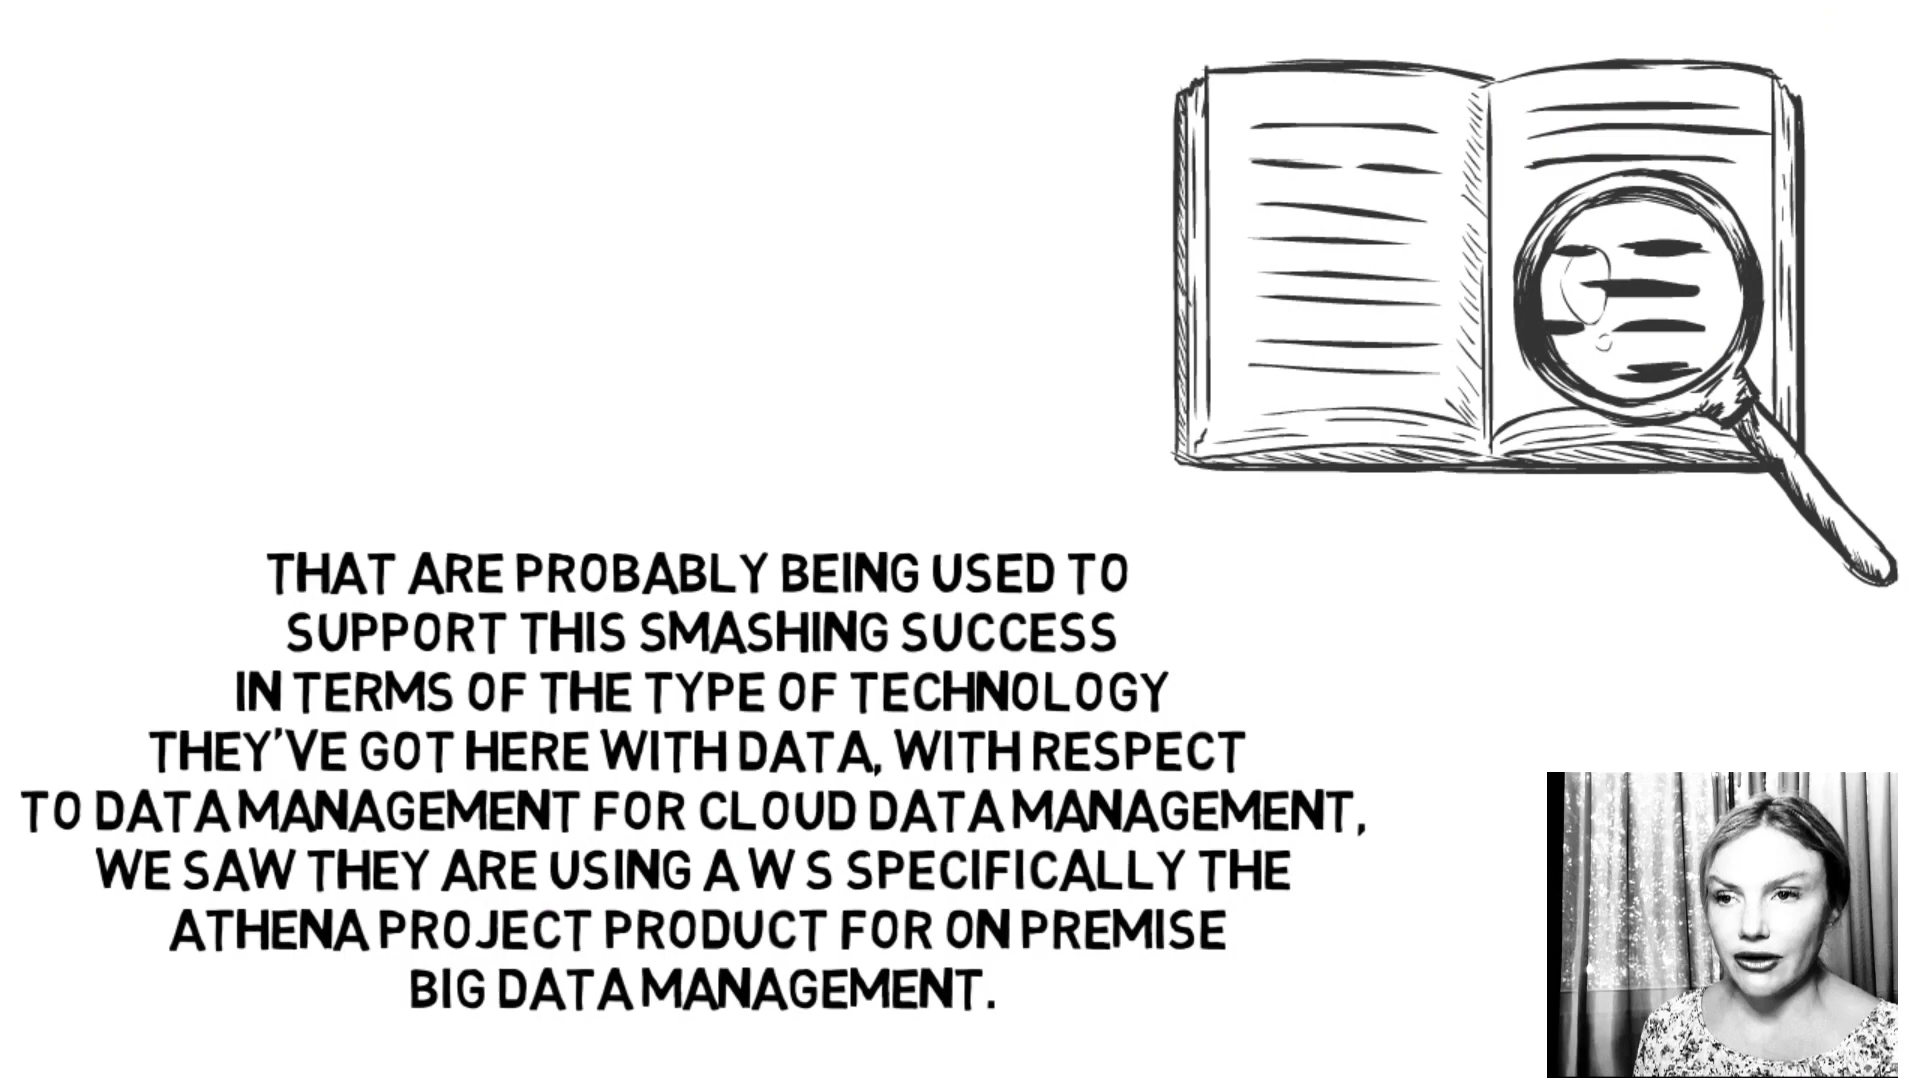 THAT ARE PROBABLY BEING USED TO
SUPPORT THIS SMASHING SUCCESS
IN TERMS OF THE TYPE OF TECHNOLOGY
THEY'VE GOT HERE WITH DATA, WITH RESPECT
TO DATA MANAGEMENT FOR CLOUD DATA MANAGEMENT,
WE SAW THEY ARE USING A W S SPECIFICALLY THE
ATHENA PROJECT PRODUCT FOR ON PREMISE
BIG DATA MANAGEMENT.